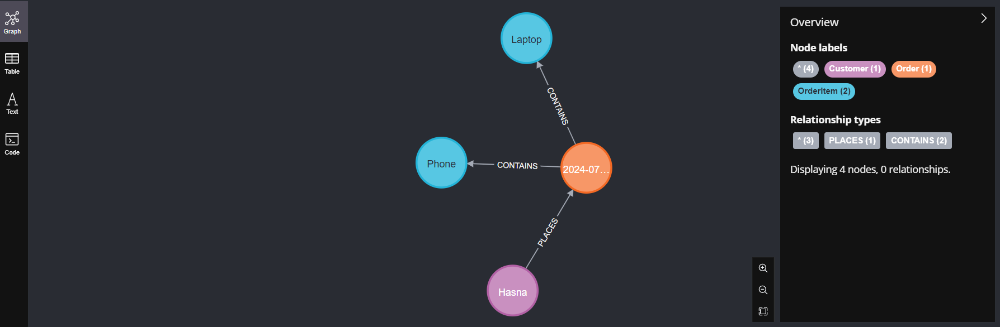 Graph
Table
Text
Code
Laptop
CONTAINS
Phone
CONTAINS
2024-07...
PLACES
Hasna
Overview
Node labels
* (4) Customer (1) Order (1)
OrderItem (2)
Relationship types
* (3) PLACES (1) CONTAINS (2)
Displaying 4 nodes, 0 relationships.